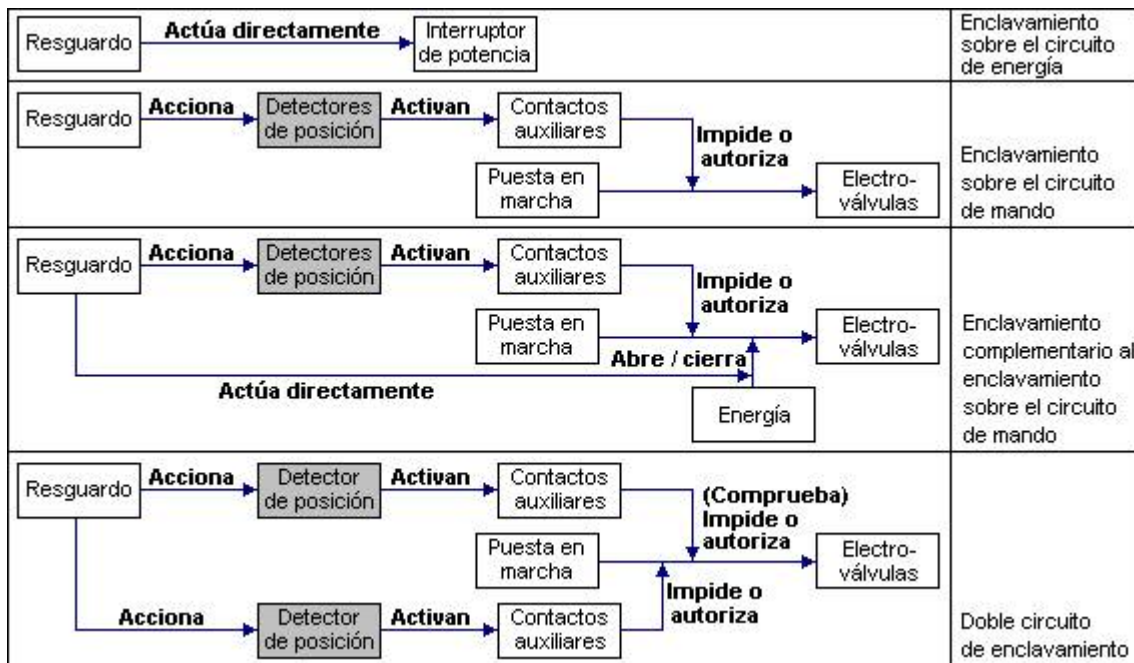 Resguardo
Actúa directamente
Interruptor
de potencia
Enclavamiento
sobre el circuito
de energía
Resguardo
Acciona
Detectores
de posición
Activan
Contactos
auxiliares
Impide o
autoriza
Puesta en
marcha
Electro-
válvulas
Enclavamiento
sobre el circuito
de mando
Resguardo
Acciona
Detectores
de posición
Activan
Contactos
auxiliares
Impide o
autoriza
Puesta en
marcha
Electro-
válvulas
Abre / cierra
Actúa directamente
Energía
Enclavamiento
complementario al
enclavamiento
sobre el circuito
de mando
Resguardo
Acciona
Detector
de posición
Activan
Contactos
auxiliares
(Comprueba)
Impide o
autoriza
Puesta en
marcha
Electro-
válvulas
Impide o
autoriza
Acciona
Detector
de posición
Activan
Contactos
auxiliares
Doble circuito
de enclavamiento